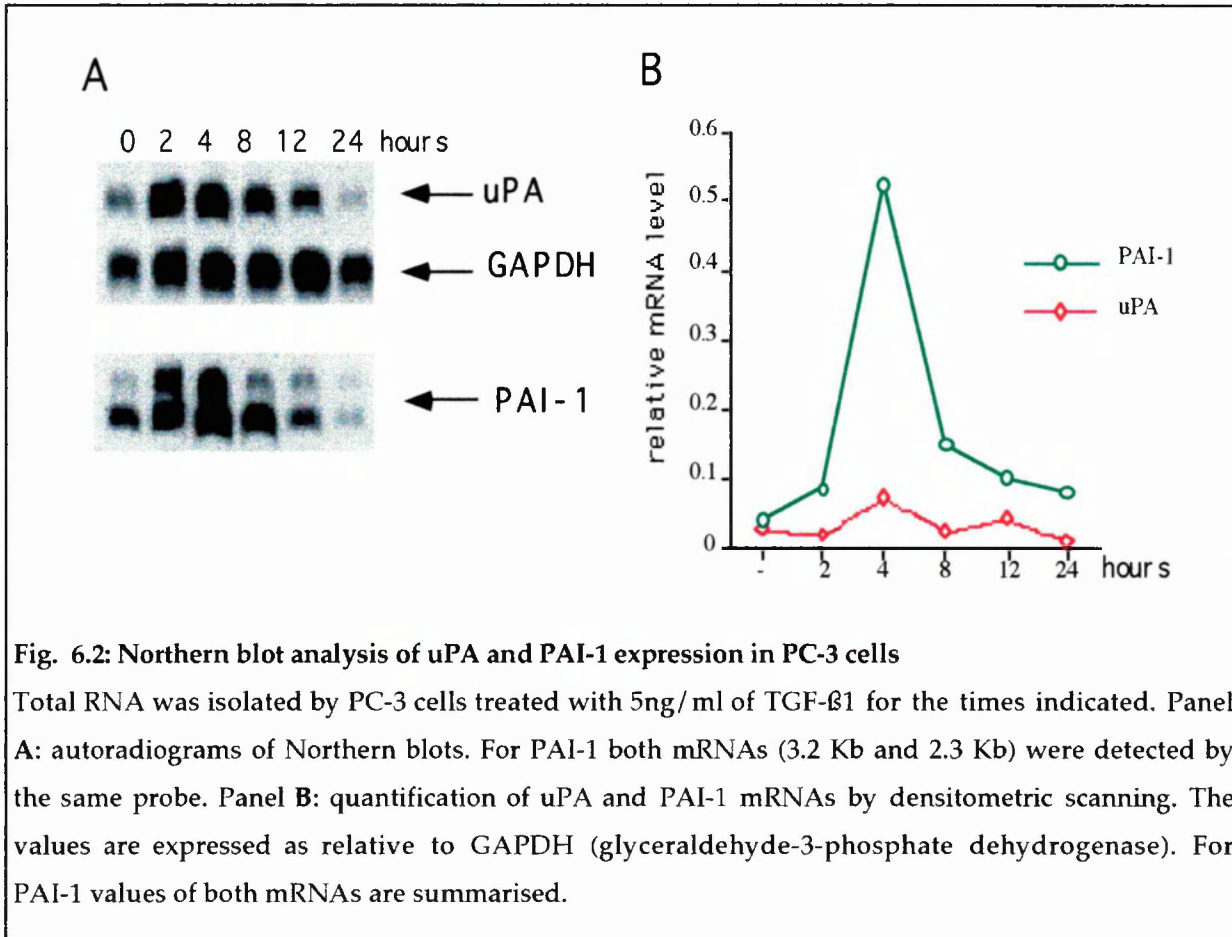 A
0 2 4 8 12 24 hours
uPA
GAPDH
PAI-1
B
relative mRNA level
0.6
0.5
0.4
0.3
0.2
0.1
0
- 2 4 8 12 24 hours
PAI-1
uPA
Fig. 6.2: Northern blot analysis of uPA and PAI-1 expression in PC-3 cells
Total RNA was isolated by PC-3 cells treated with 5ng/ml of TGF-ß1 for the times indicated. Panel
A: autoradiograms of Northern blots. For PAI-1 both mRNAs (3.2 Kb and 2.3 Kb) were detected by
the same probe. Panel B: quantification of uPA and PAI-1 mRNAs by densitometric scanning. The
values are expressed as relative to GAPDH (glyceraldehyde-3-phosphate dehydrogenase). For
PAI-1 values of both mRNAs are summarised.